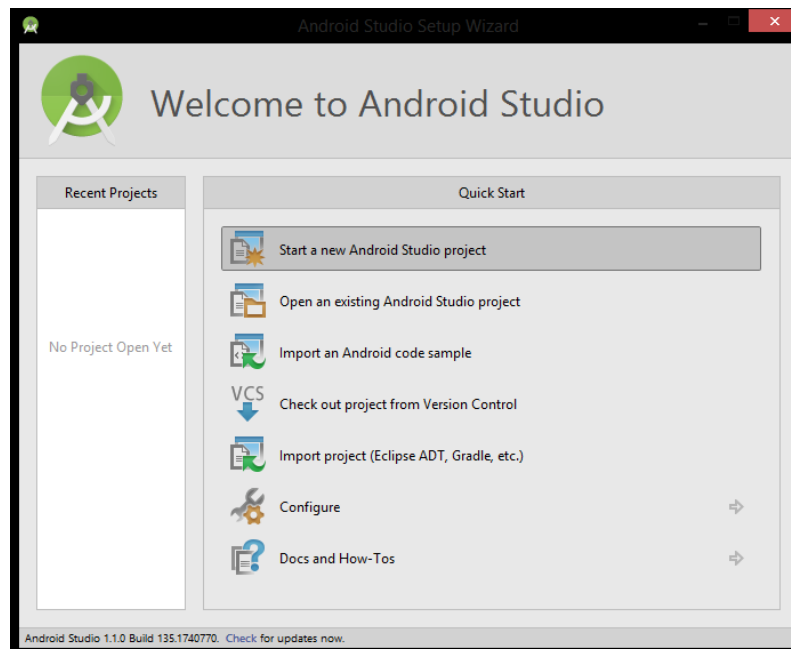 Android Studio Setup Wizard
Welcome to Android Studio
Recent Projects
No Project Open Yet
Quick Start
Start a new Android Studio project
Open an existing Android Studio project
Import an Android code sample
VCS
Check out project from Version Control
Import project (Eclipse ADT, Gradle, etc.)
Configure
Docs and How-Tos
Android Studio 1.1.0 Build 135.1740770. Check for updates now.